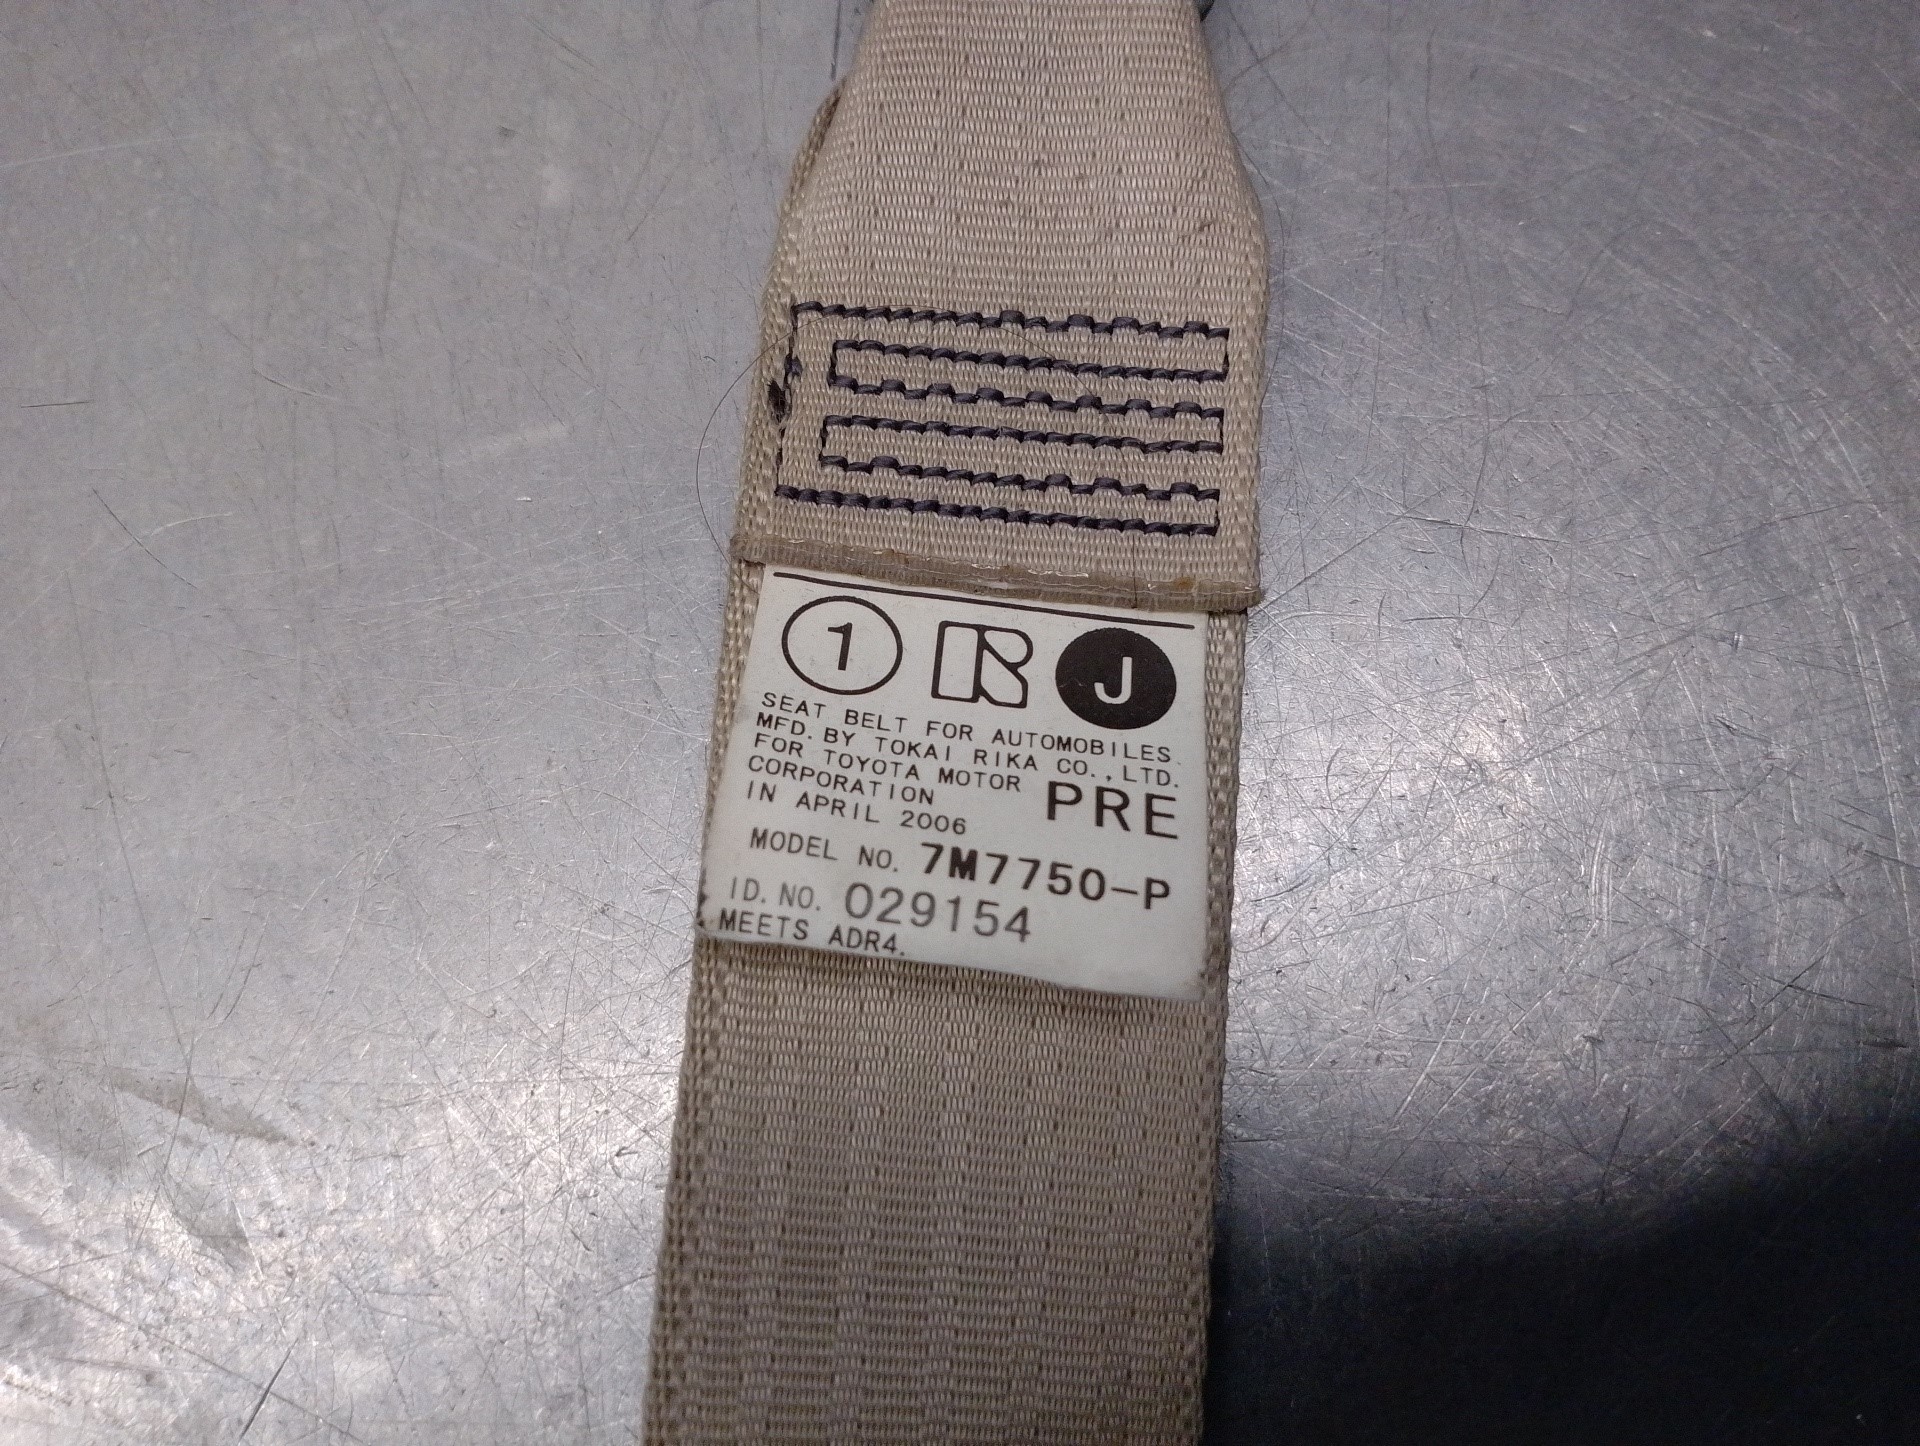 1 R J
SEAT BELT FOR AUTOMOBILES.
MFD. BY TOKAI RIKA CO., LTD.
FOR TOYOTA MOTOR
CORPORATION PRE
IN APRIL 2006
MODEL NO. 7M7750-P
ID. NO. 029154
MEETS ADR4.